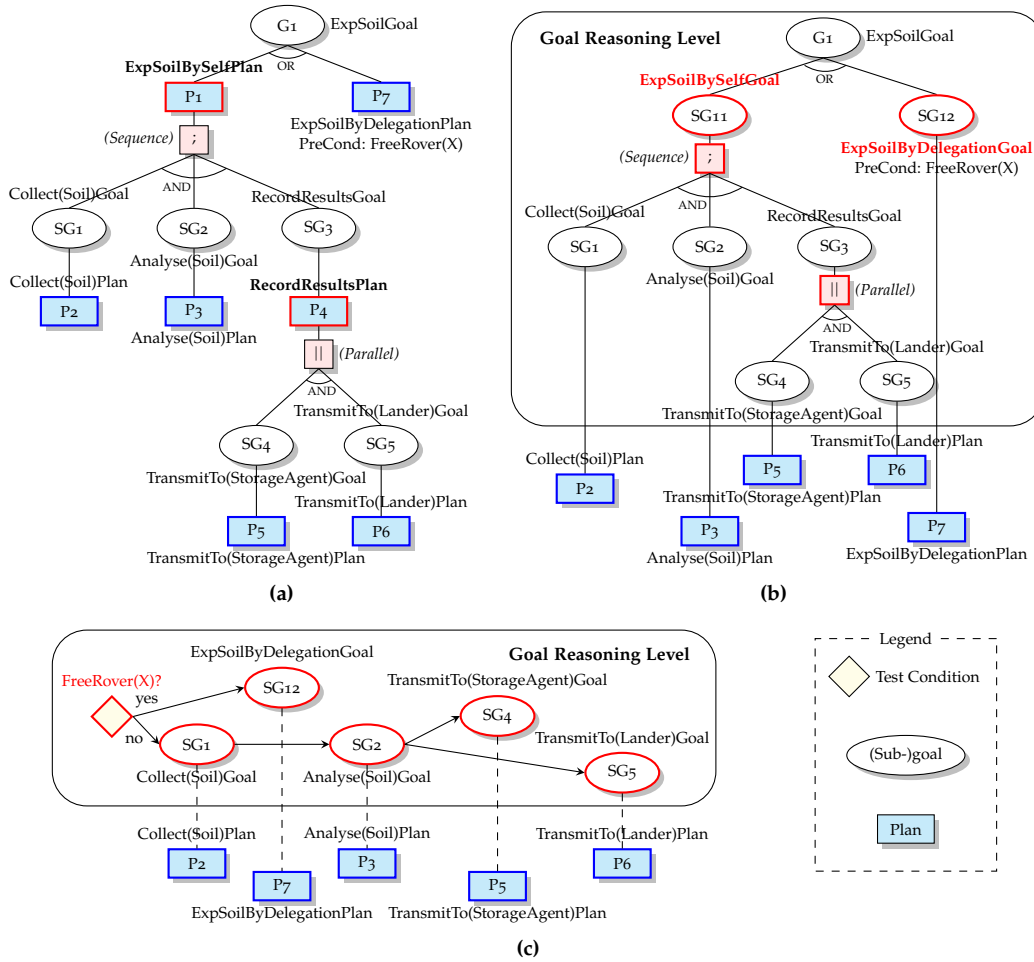 G1
ExpSoilGoal
OR
ExpSoilBySelfPlan
P1
P7
ExpSoilByDelegationPlan
PreCond: FreeRover(X)
(Sequence)
;
AND
Collect(Soil)Goal
RecordResultsGoal
SG1
SG2
SG3
Analyse(Soil)Goal
Collect(Soil)Plan
RecordResultsPlan
P2
P3
P4
Analyse(Soil)Plan
||
(Parallel)
AND
TransmitTo(Lander)Goal
SG4
SG5
TransmitTo(StorageAgent)Goal
TransmitTo(Lander)Plan
P5
P6
TransmitTo(StorageAgent)Plan
(a)
Goal Reasoning Level
G1
ExpSoilGoal
OR
ExpSoilBySelfGoal
SG11
SG12
ExpSoilByDelegationGoal
PreCond: FreeRover(X)
(Sequence)
;
AND
Collect(Soil)Goal
RecordResultsGoal
SG1
SG2
SG3
Analyse(Soil)Goal
||
(Parallel)
AND
TransmitTo(Lander)Goal
SG4
SG5
TransmitTo(StorageAgent)Goal
TransmitTo(Lander)Plan
Collect(Soil)Plan
P5
P6
P2
TransmitTo(StorageAgent)Plan
P3
P7
Analyse(Soil)Plan
ExpSoilByDelegationPlan
(b)
Goal Reasoning Level
ExpSoilByDelegationGoal
FreeRover(X)?
yes
SG12
TransmitTo(StorageAgent)Goal
SG4
no
SG1
SG2
TransmitTo(Lander)Goal
Collect(Soil)Goal
Analyse(Soil)Goal
SG5
Collect(Soil)Plan
Analyse(Soil)Plan
TransmitTo(Lander)Plan
P2
P3
P6
P7
P5
ExpSoilByDelegationPlan
TransmitTo(StorageAgent)Plan
(c)
Legend
Test Condition
(Sub-)goal
Plan